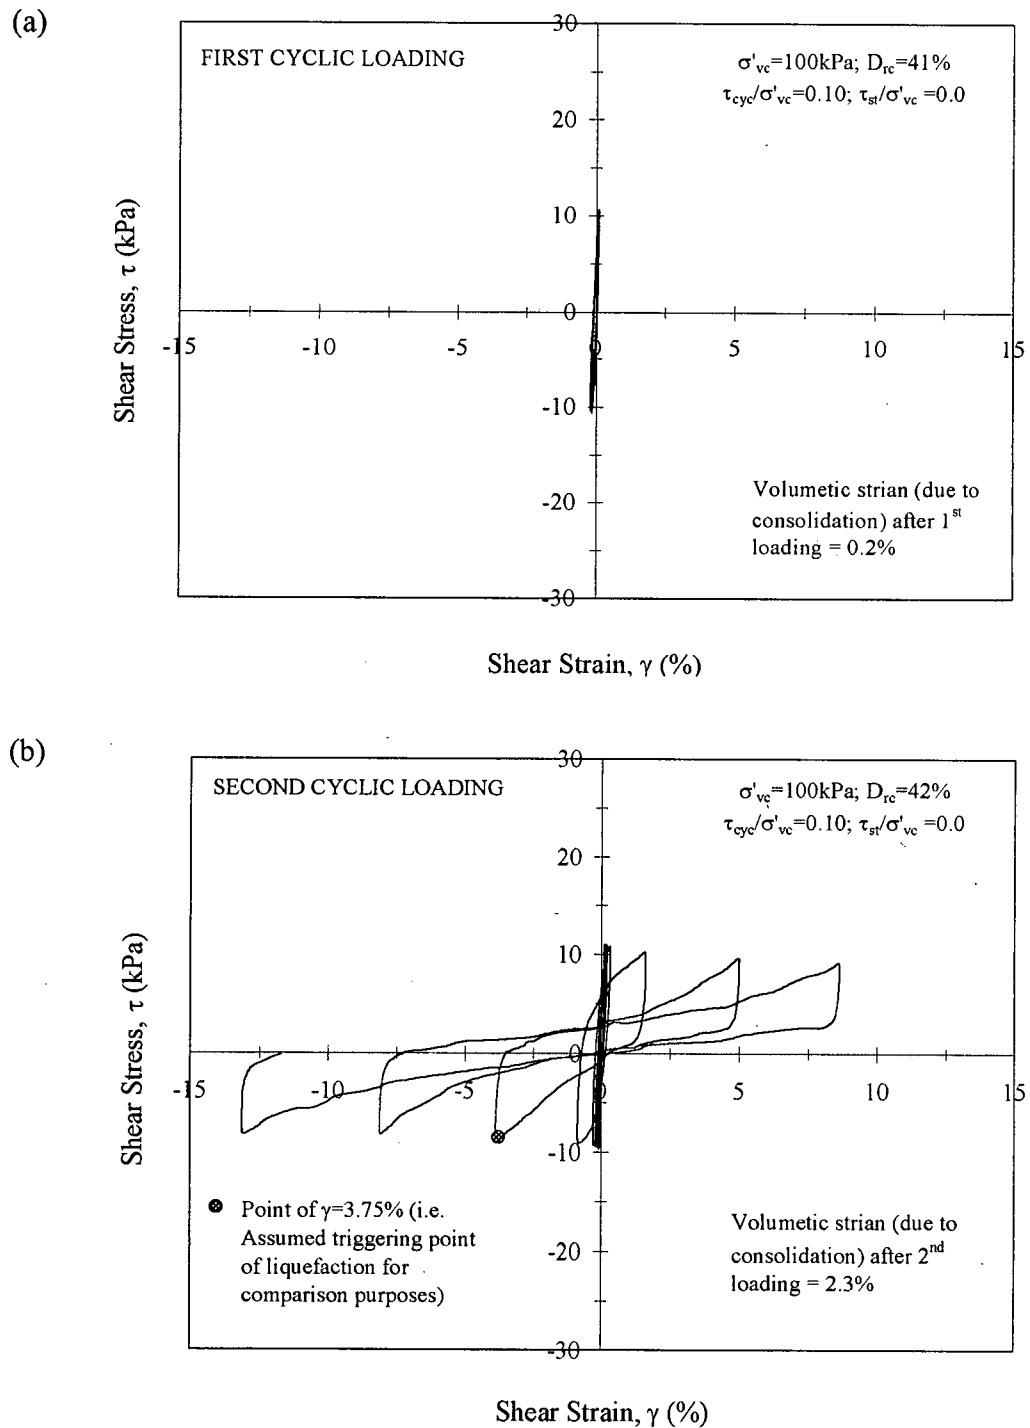 (a)
FIRST CYCLIC LOADING
σ'vc=100kPa; Drc=41%
τcyc/σ'vc=0.10; τst/σ'vc =0.0
30
20
10
0
-10
-20
-30
-15
-10
-5
0
5
10
15
Shear Stress, τ (kPa)
Volumetic strian (due to
consolidation) after 1st
loading = 0.2%
Shear Strain, γ (%)
(b)
SECOND CYCLIC LOADING
σ'vc=100kPa; Drc=42%
τcyc/σ'vc=0.10; τst/σ'vc =0.0
30
20
10
0
-10
-20
-30
-15
-10
-5
0
5
10
15
Shear Stress, τ (kPa)
Point of γ=3.75% (i.e.
Assumed triggering point
of liquefaction for
comparison purposes)
Volumetic strian (due to
consolidation) after 2nd
loading = 2.3%
Shear Strain, γ (%)